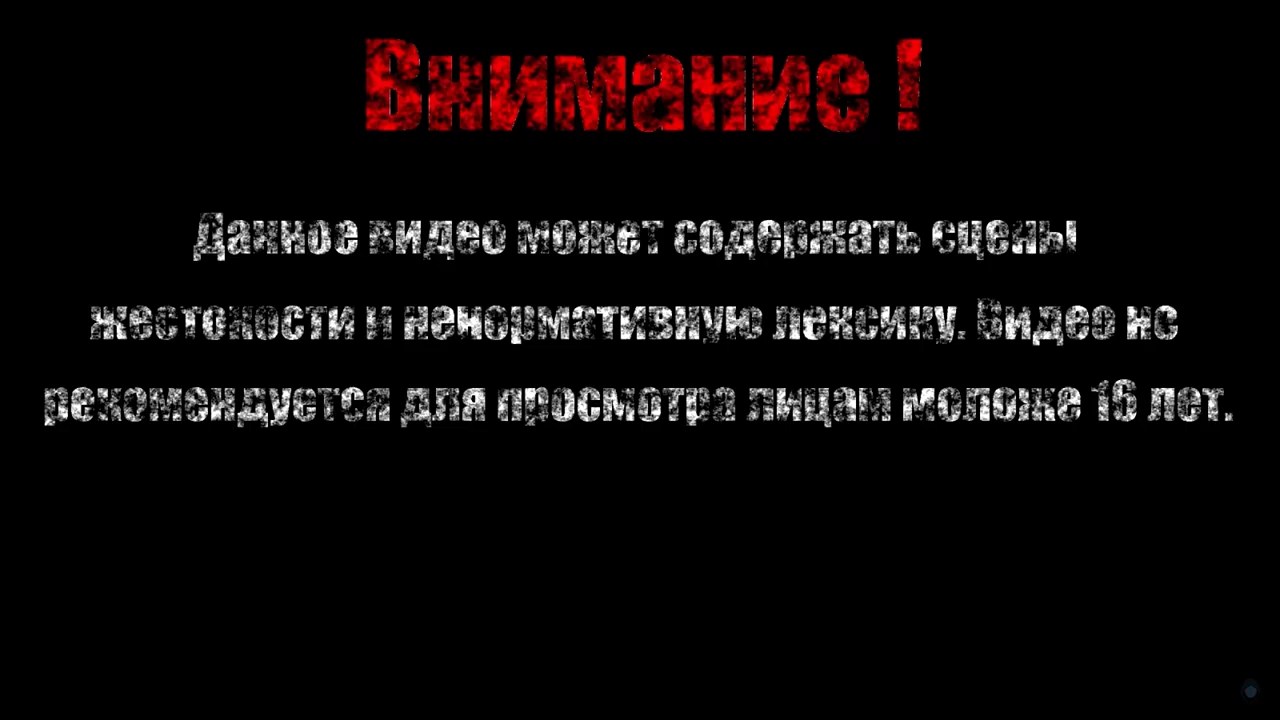 Внимание !
Данное видео может содержать сцены
жестокости и ненормативную лексику. Видео не
рекомендуется для просмотра лицам моложе 16 лет.